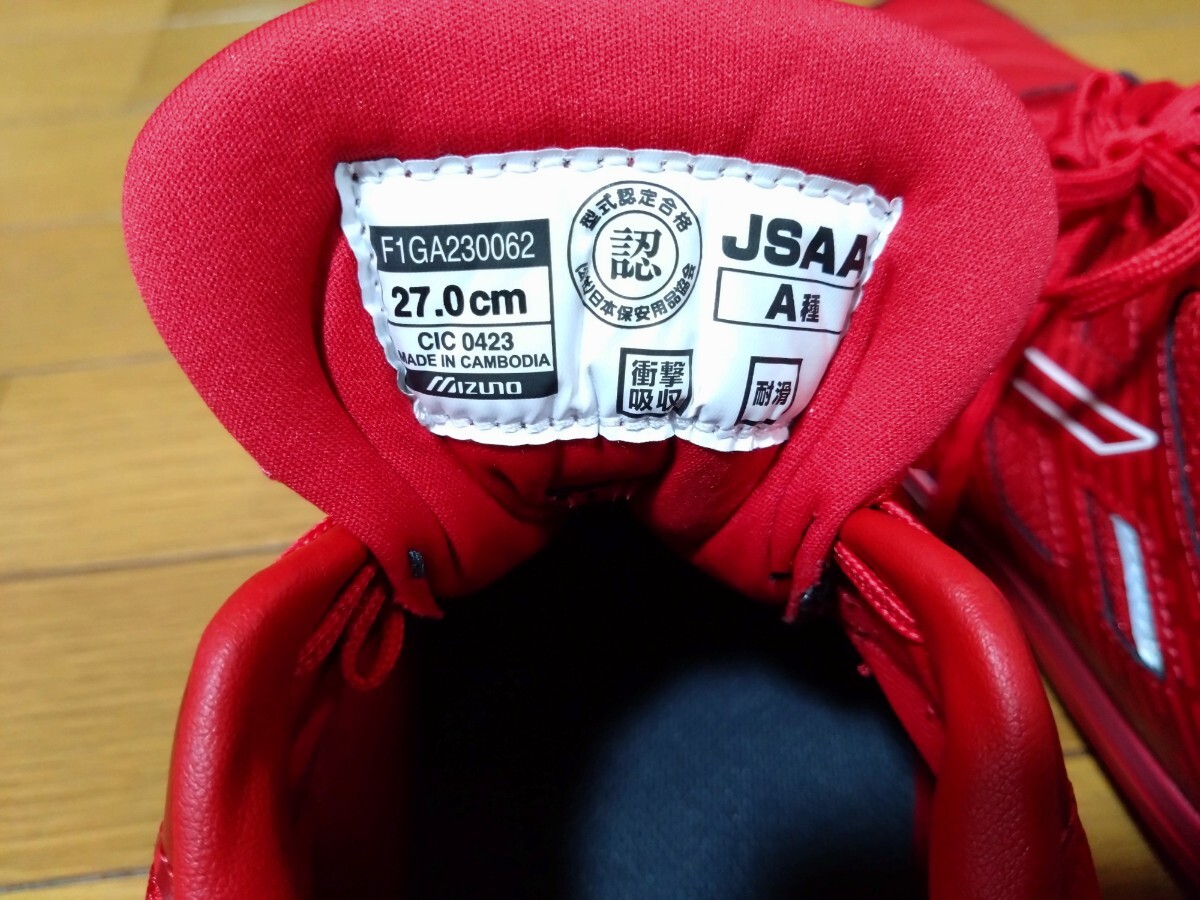 F1GA230062
27.0cm
CIC 0423
MADE IN CAMBODIA
MIZUNO
型式認定合格
認
(公社)日本保安用品協会
JSAA
A種
衝撃
吸収
耐滑